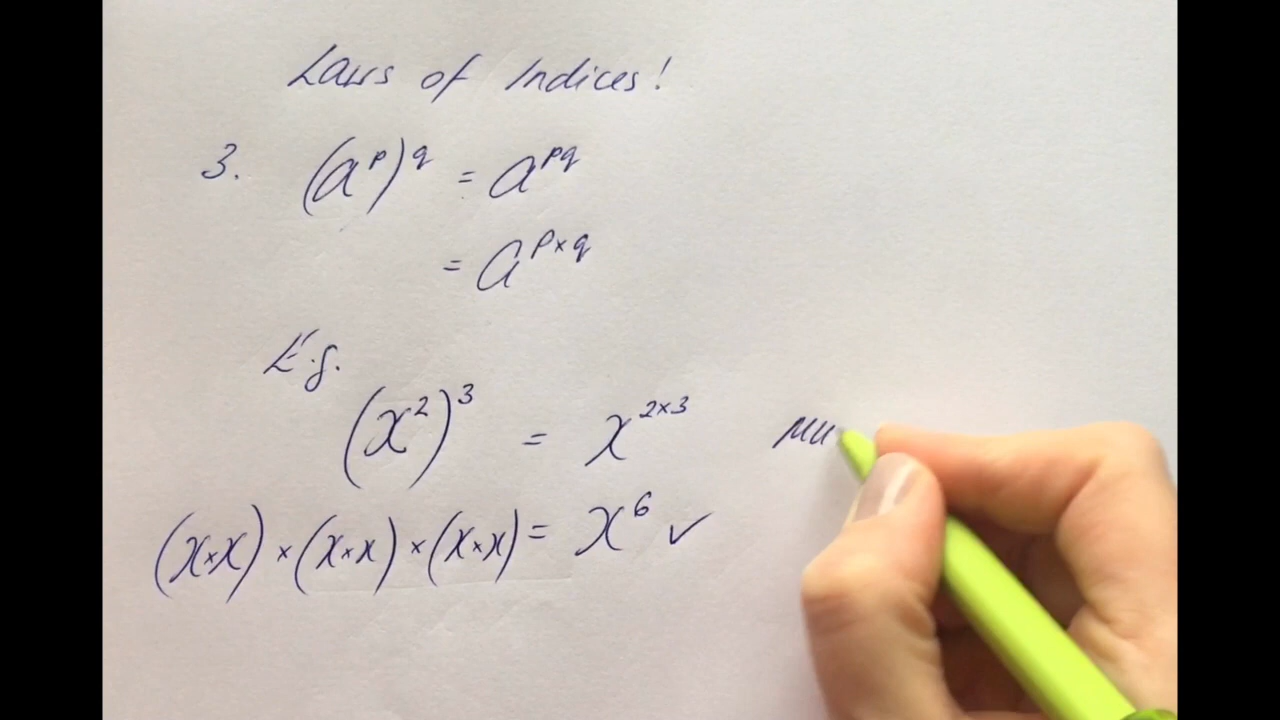 Laws of Indices!
3. (a^p)^q = a^pq
= a^p×q
E.g.
(x^2)^3 = x^2×3
(x×x)×(x×x)×(x×x) = x^6 ✓